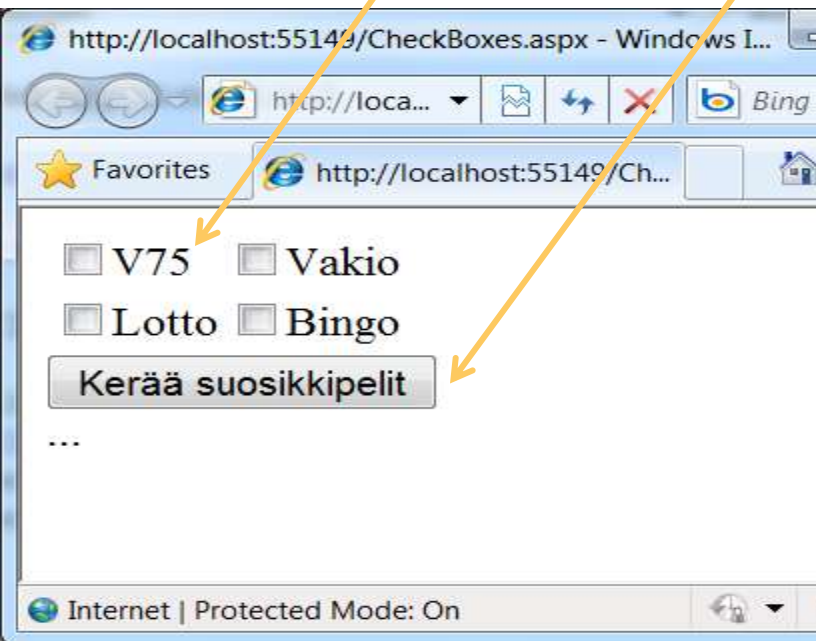 http://localhost:55149/CheckBoxes.aspx - Windows I...
http://loca... Bing
Favorites http://localhost:55149/Ch...
V75 Vakio
Lotto Bingo
Kerää suosikkipelit
...
Internet | Protected Mode: On